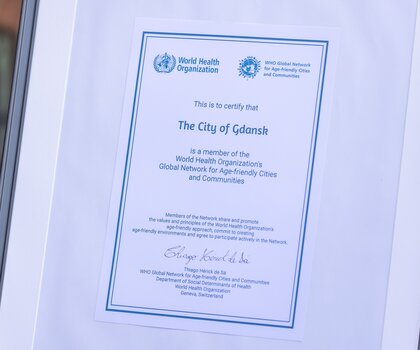 World Health
Organization
WHO Global Network
for Age-friendly Cities
and Communities
This is to certify that
The City of Gdansk
is a member of the
World Health Organization's
Global Network for Age-friendly Cities
and Communities
Members of the Network share and promote
the values and principles of the World Health Organization's
age-friendly approach, commit to creating
age-friendly environments and agree to participate actively in the Network
Thiago Hérick de Sá
Thiago Hérick de Sá
WHO Global Network for Age-friendly Cities and Communities
Department of Social Determinants of Health
World Health Organization
Geneva, Switzerland